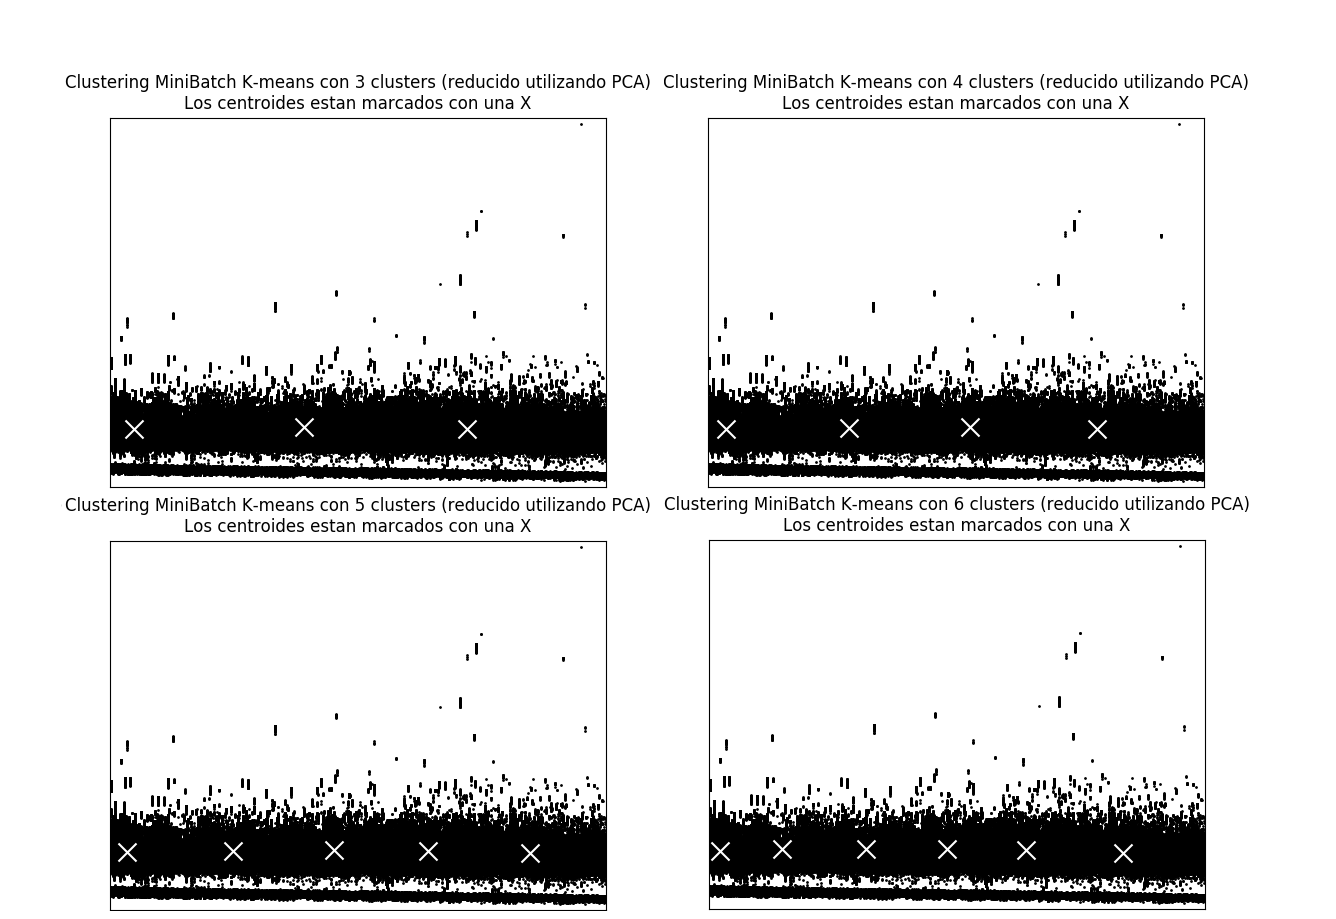 Clustering MiniBatch K-means con 3 clusters (reducido utilizando PCA)
Los centroides estan marcados con una X
Clustering MiniBatch K-means con 4 clusters (reducido utilizando PCA)
Los centroides estan marcados con una X
Clustering MiniBatch K-means con 5 clusters (reducido utilizando PCA)
Los centroides estan marcados con una X
Clustering MiniBatch K-means con 6 clusters (reducido utilizando PCA)
Los centroides estan marcados con una X